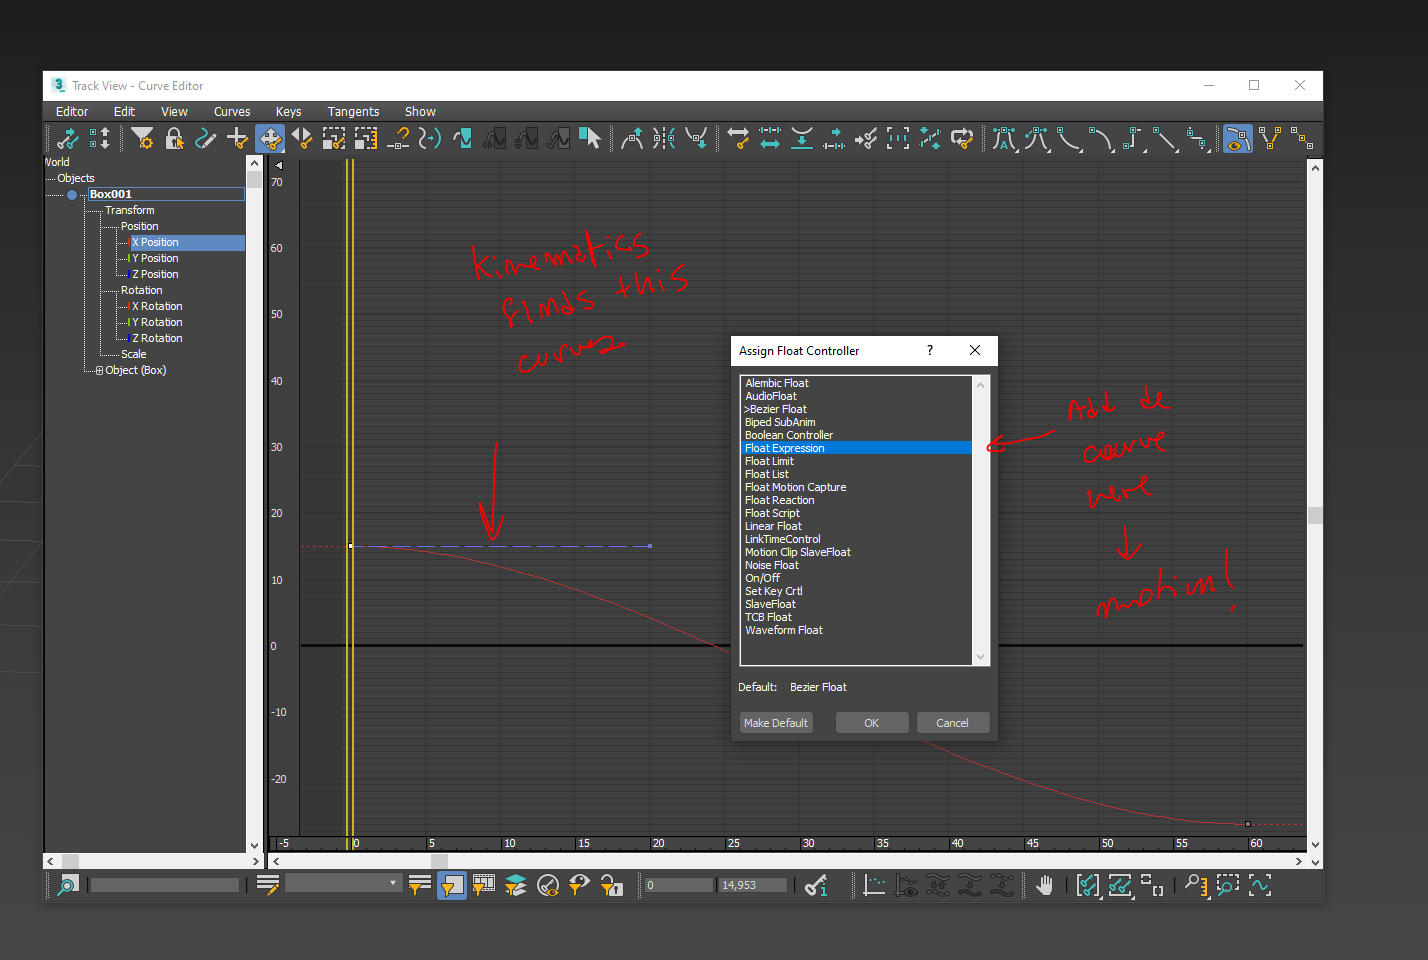 Track View - Curve Editor
Editor Edit View Curves Keys Tangents Show
World
Objects
Box001
Transform
Position
X Position
Y Position
Z Position
Rotation
X Rotation
Y Rotation
Z Rotation
Scale
Object (Box)
70
60
50
40
30
20
10
0
-10
-20
kinematics
finds this
curves
Assign Float Controller ? 
Alembic Float
AudioFloat
>Bezier Float
Biped SubAnim
Boolean Controller
Float Expression
Float Limit
Float List
Float Motion Capture
Float Reaction
Float Script
Linear Float
LinkTimeControl
Motion Clip SlaveFloat
Noise Float
On/Off
Set Key Crtl
SlaveFloat
TCB Float
Waveform Float
Default: Bezier Float
Make Default OK Cancel
Add de
courve
here
motion!
-5 0 5 10 15 20 25 30 35 40 45 50 55 60
0 14,953